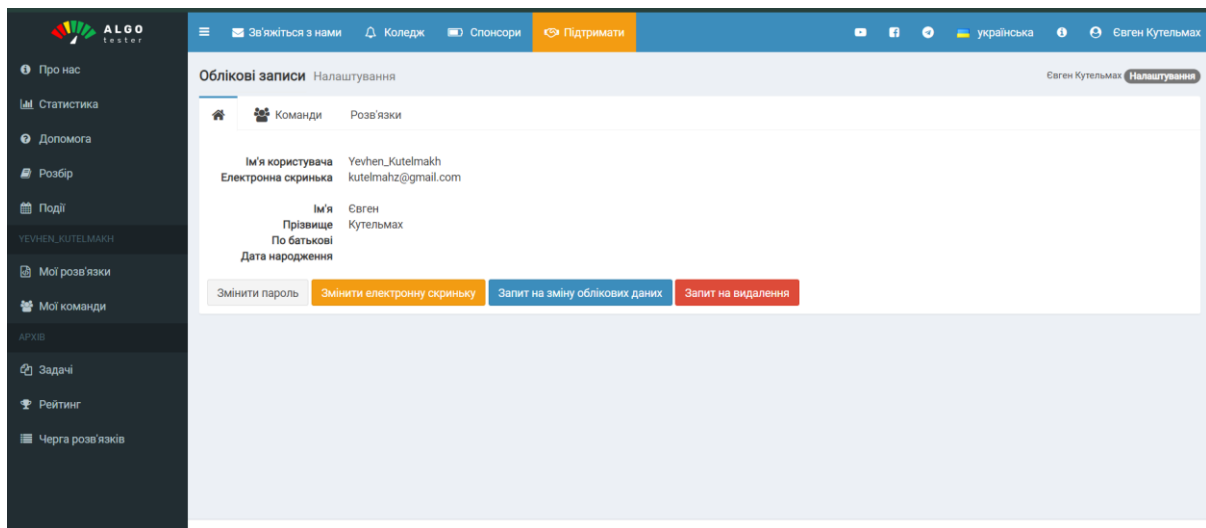 ALGO
tester
Зв'яжіться з нами
Коледж
Спонсори
Підтримати
українська
Євген Кутельмах
Про нас
Статистика
Допомога
Розбір
Події
YEVHEN_KUTELMAKH
Мої розв'язки
Мої команди
АРХІВ
Задачі
Рейтинг
Черга розв'язків
Облікові записи Налаштування
Євген Кутельмах Налаштування
Команди
Розв'язки
Ім'я користувача Yevhen_Kutelmakh
Електронна скринька kutelmahz@gmail.com
Ім'я Євген
Прізвище Кутельмах
По батькові
Дата народження
Змінити пароль
Змінити електронну скриньку
Запит на зміну облікових даних
Запит на видалення